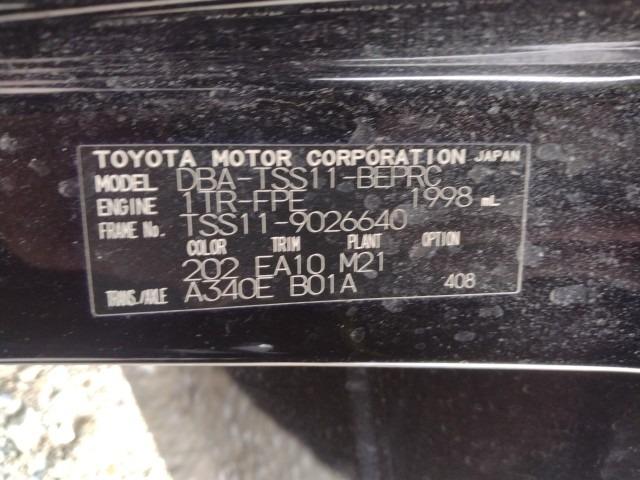 TOYOTA MOTOR CORPORATION JAPAN
MODEL DBA-TSS11-BEPRC
ENGINE 1TR-FPE 1998 mL
FRAME No. TSS11-9026640
COLOR TRIM PLANT OPTION
202 EA10 M21
TRANS./AXLE A340E B01A 408